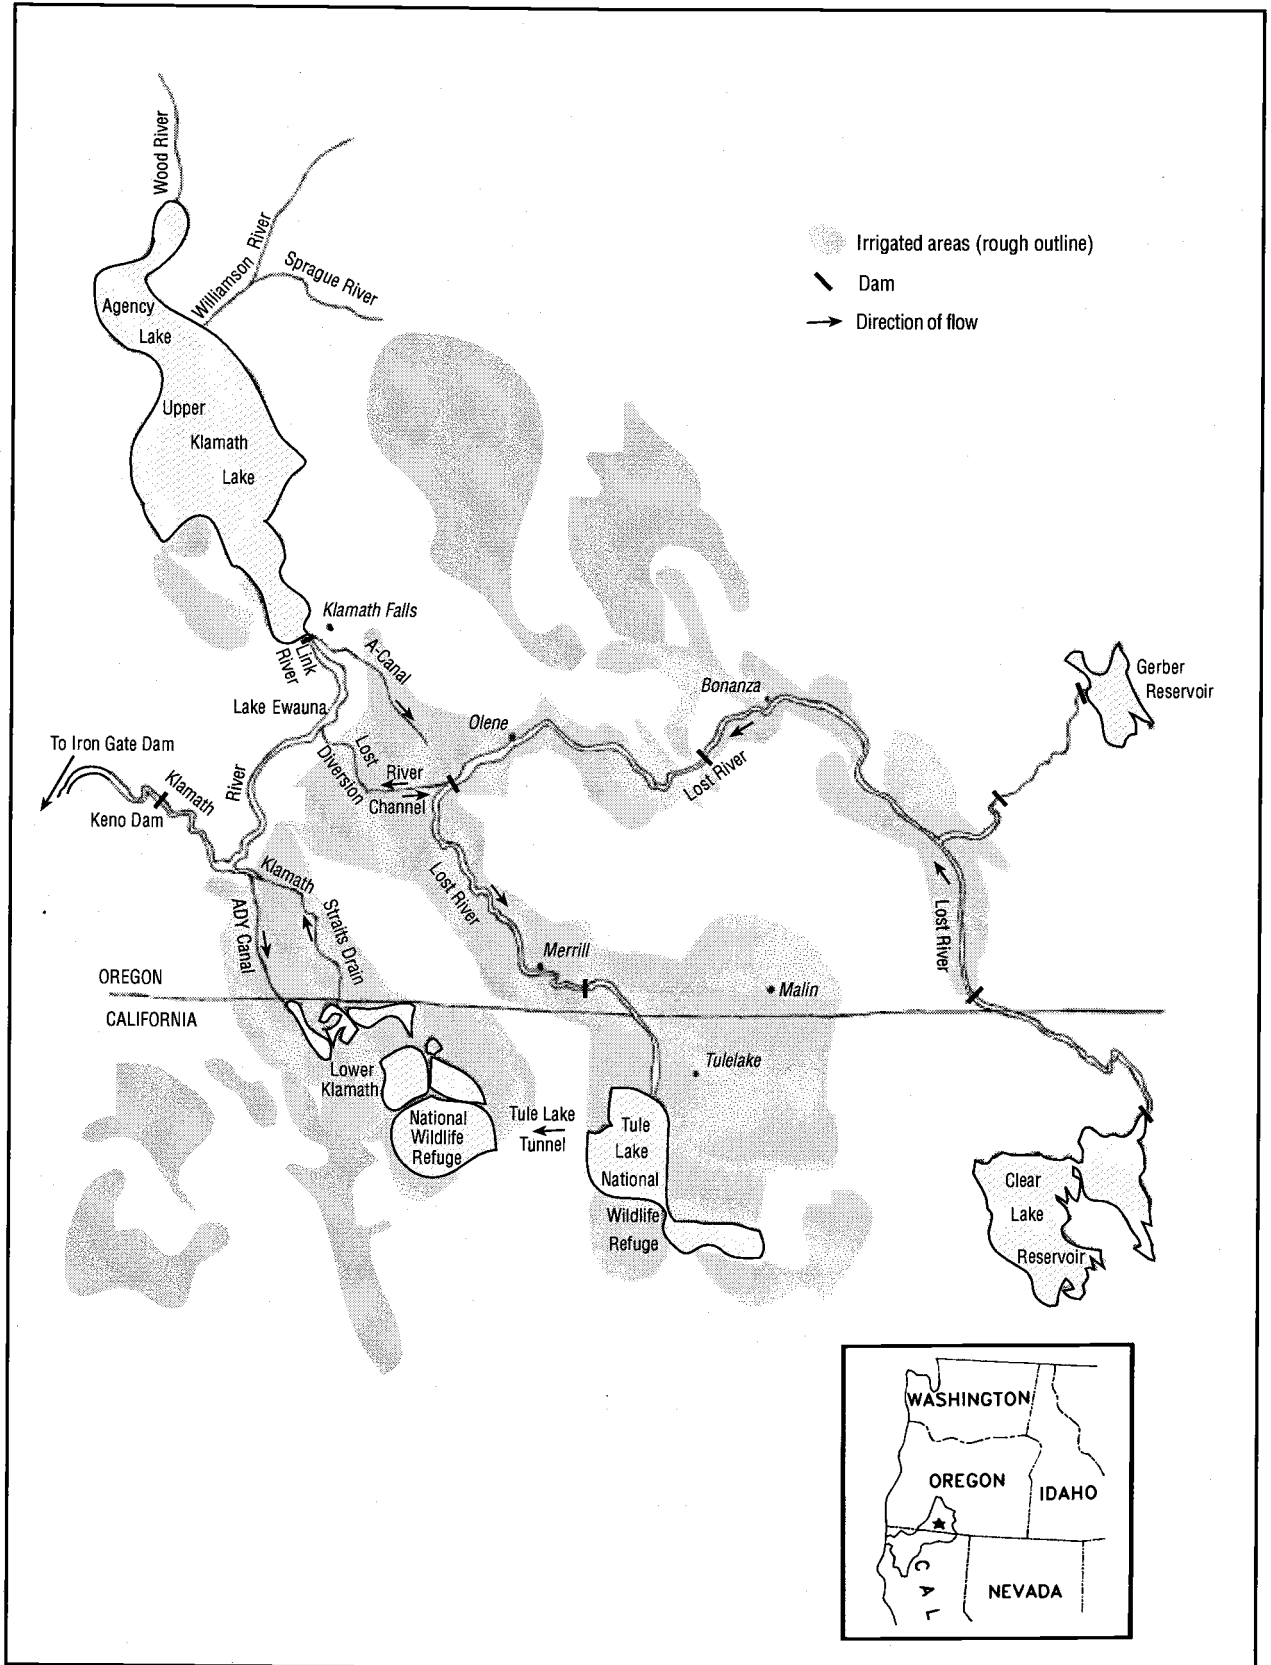 Wood River
Williamson River
Sprague River
Agency
Lake
Upper
Klamath
Lake
Irrigated areas (rough outline)
Dam
Direction of flow
Klamath Falls
Link
River
A-Canal
Lake Ewauna
Bonanza
Gerber
Reservoir
Olene
To Iron Gate Dam
Klamath
River
Keno Dam
Lost
River
Diversion
Channel
Lost River
Klamath
Straits Drain
ADY Canal
Lost River
Lost River
Merrill
Malin
OREGON
CALIFORNIA
Tulelake
Lower
Klamath
National
Wildlife
Refuge
Tule Lake
Tunnel
Tule
Lake
National
Wildlife
Refuge
Clear
Lake
Reservoir
WASHINGTON
OREGON
IDAHO
CAL
NEVADA